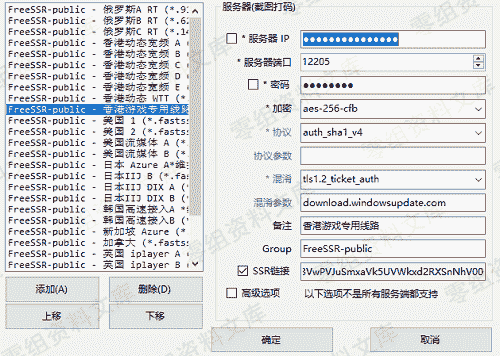 FreeSSR-public - 俄罗斯A RT (*.9
FreeSSR-public - 俄罗斯B RT (*.6
FreeSSR-public - 俄罗斯C RT (*.14
FreeSSR-public - 香港动态宽频 A (
FreeSSR-public - 香港动态宽频 B (
FreeSSR-public - 香港动态宽频 C (
FreeSSR-public - 香港动态宽频 D (
FreeSSR-public - 香港动态宽频 E (
FreeSSR-public - 香港动态 WTT (*
FreeSSR-public - 香港游戏专用线路
FreeSSR-public - 美国 1 (*.fastss
FreeSSR-public - 美国 2 (*.fastss
FreeSSR-public - 美国流媒体 A (
FreeSSR-public - 美国流媒体 B (
FreeSSR-public - 日本 Azure A*维
FreeSSR-public - 日本IIJ B (*.
FreeSSR-public - 日本IIJ DIX A (
FreeSSR-public - 日本IIJ DIX B (
FreeSSR-public - 韩国高速接入A *
FreeSSR-public - 韩国高速接入B (*
FreeSSR-public - 新加坡 Azure (*
FreeSSR-public - 加拿大 (*.fastss
FreeSSR-public - 英国 iplayer A (
FreeSSR-public - 英国 iplayer B (
添加(A)
删除(D)
上移
下移
服务器(截图打码)
* 服务器 IP ●●●●●●●●●●●●●●●
* 服务器端口 12205
* 密码 ●●●●●●●●
* 加密 aes-256-cfb
* 协议 auth_sha1_v4
协议参数
* 混淆 tls1.2_ticket_auth
混淆参数 download.windowsupdate.com
备注 香港游戏专用线路
Group FreeSSR-public
SSR链接 3VwPVJuSmxaVk5UVWkxd2RXSnNhV00
高级选项 以下选项不是所有服务端都支持
确定
取消
零组资料文库